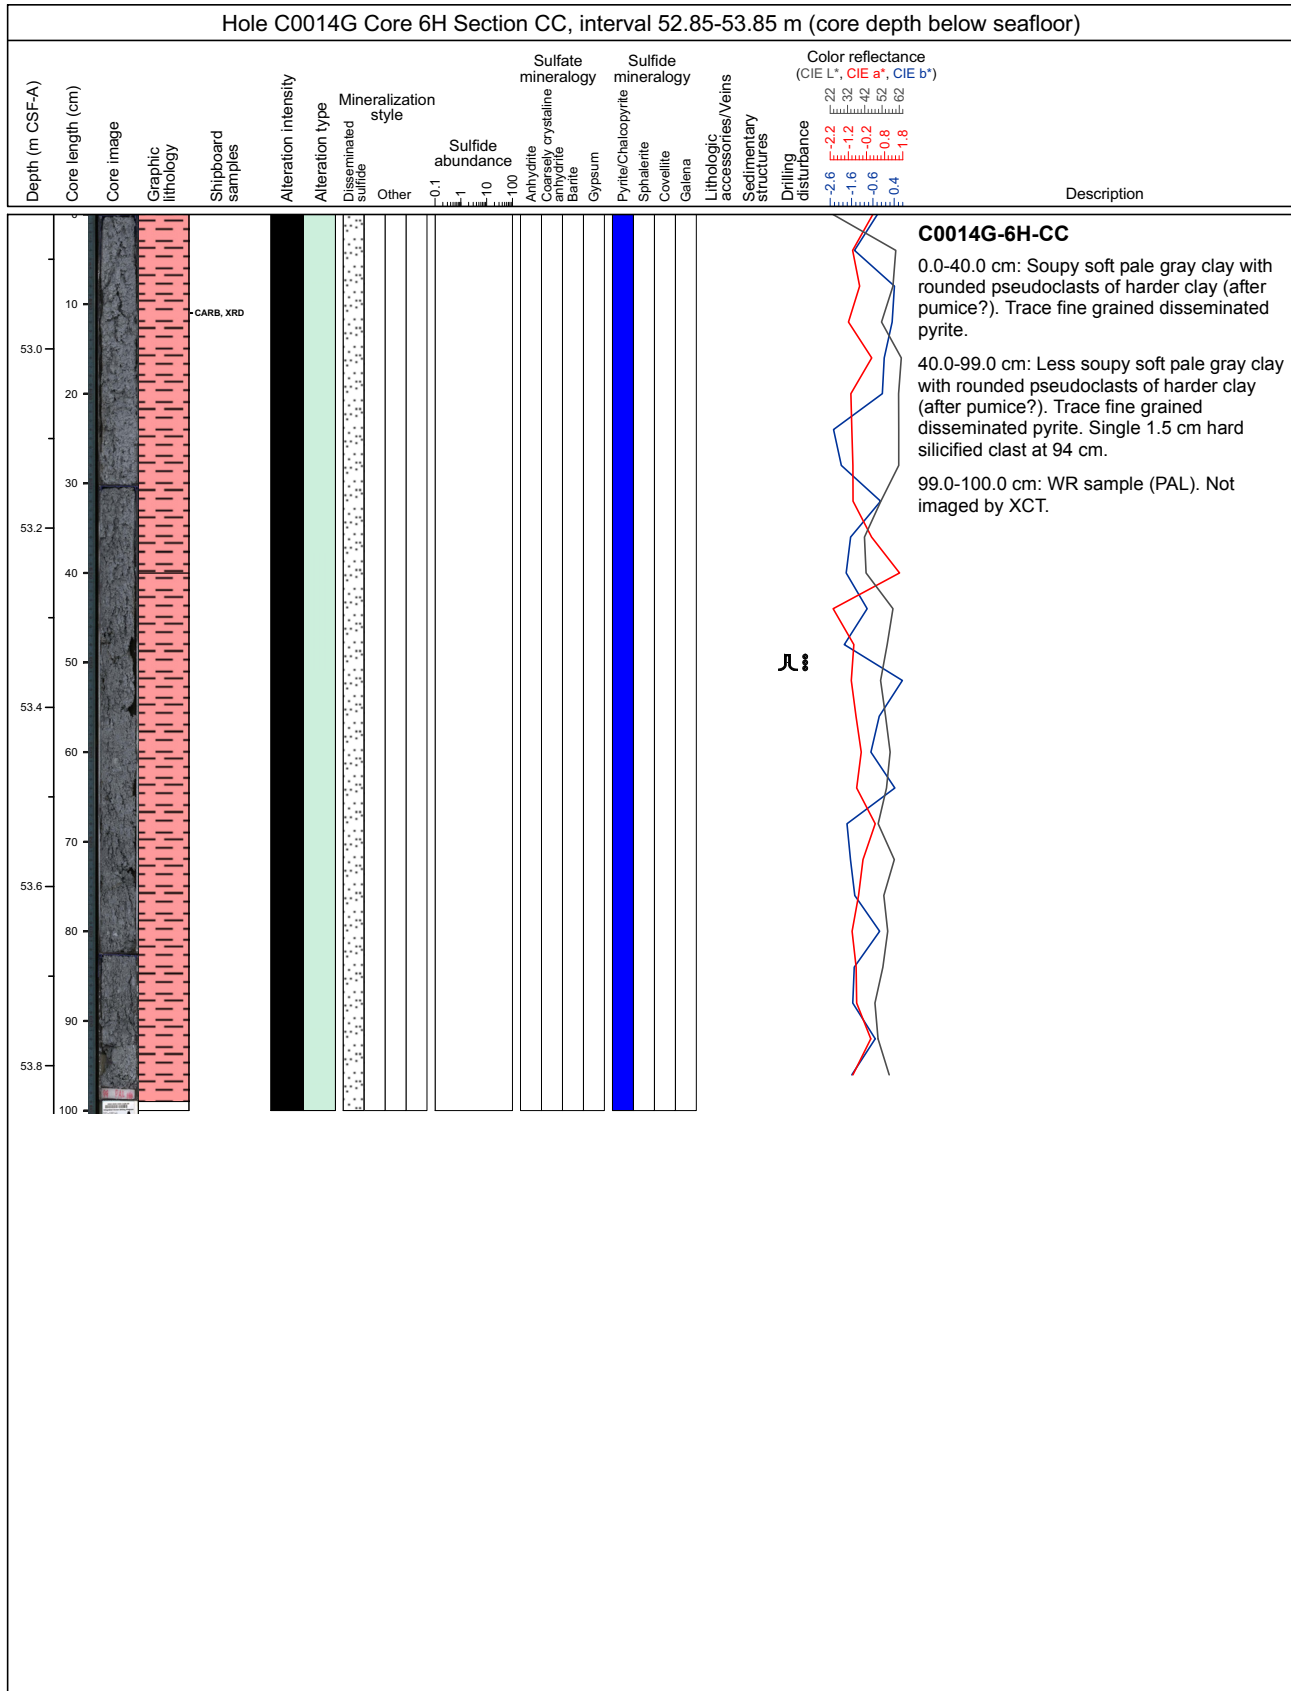 Hole C0014G Core 6H Section CC, interval 52.85-53.85 m (core depth below seafloor)
Depth (m CSF-A)
Core length (cm)
Core image
Graphic
lithology
Shipboard
samples
Alteration intensity
Alteration type
Mineralization
style
Disseminated
sulfide
Other
Sulfide
abundance
0.1
1
10
100
Sulfate
mineralogy
Anhydrite
Coarsely crystaline
anhydrite
Barite
Gypsum
Sulfide
mineralogy
Pyrite/Chalcopyrite
Sphalerite
Covellite
Galena
Lithologic
accessories/Veins
Sedimentary
structures
Drilling
disturbance
Color reflectance
(CIE L*, CIE a*, CIE b*)
22 32 42 52 62
-2.2 -1.2 -0.2 0.8 1.8
-2.6 -1.6 -0.6 0.4
Description
C0014G-6H-CC
0.0-40.0 cm: Soupy soft pale gray clay with
rounded pseudoclasts of harder clay (after
pumice?). Trace fine grained disseminated
pyrite.
40.0-99.0 cm: Less soupy soft pale gray clay
with rounded pseudoclasts of harder clay
(after pumice?). Trace fine grained
disseminated pyrite. Single 1.5 cm hard
silicified clast at 94 cm.
99.0-100.0 cm: WR sample (PAL). Not
imaged by XCT.
10
CARB, XRD
53.0
20
30
53.2
40
50
53.4
60
70
53.6
80
90
53.8
100